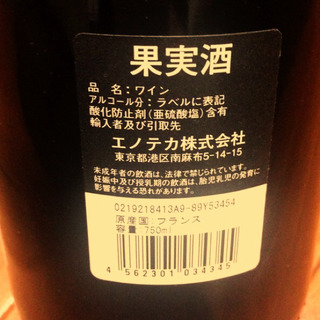 果実酒
品 名：ワイン
アルコール分：ラベルに表記
酸化防止剤(亜硫酸塩)含有
輸入者及び引取先
エノテカ株式会社
東京都港区南麻布5-14-15
未成年者の飲酒は、法律で禁じられています。
妊娠中及び授乳期の飲酒は、胎児乳児の発育に
影響を与える恐れがあります。
0219218413A9-89Y53454
原産国：フランス
容量：750ml
4 562301 034345